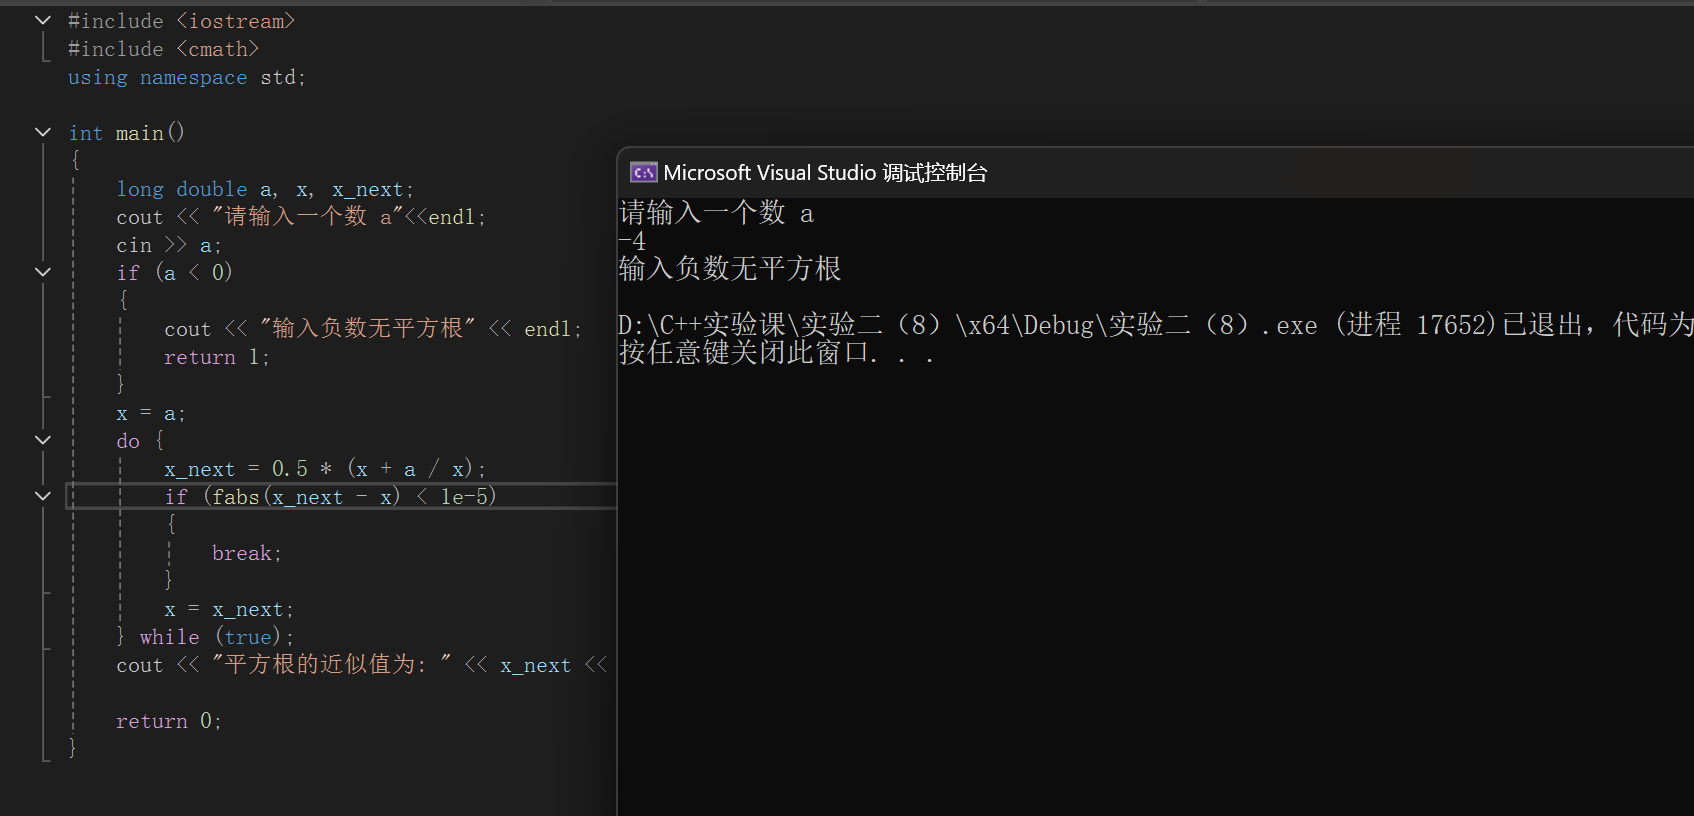 #include <iostream>
#include <cmath>
using namespace std;
int main()
{
long double a, x, x_next;
cout << "请输入一个数 a"<<endl;
cin >> a;
if (a < 0)
{
cout << "输入负数无平方根" << endl;
return 1;
}
x = a;
do {
x_next = 0.5 * (x + a / x);
if (fabs(x_next - x) < 1e-5)
{
break;
}
x = x_next;
} while (true);
cout << "平方根的近似值为: " << x_next <<
return 0;
}
Microsoft Visual Studio 调试控制台
请输入一个数 a
-4
输入负数无平方根
D:\C++实验课\实验二（8）\x64\Debug\实验二（8）.exe (进程 17652)已退出，代码为
按任意键关闭此窗口. . .